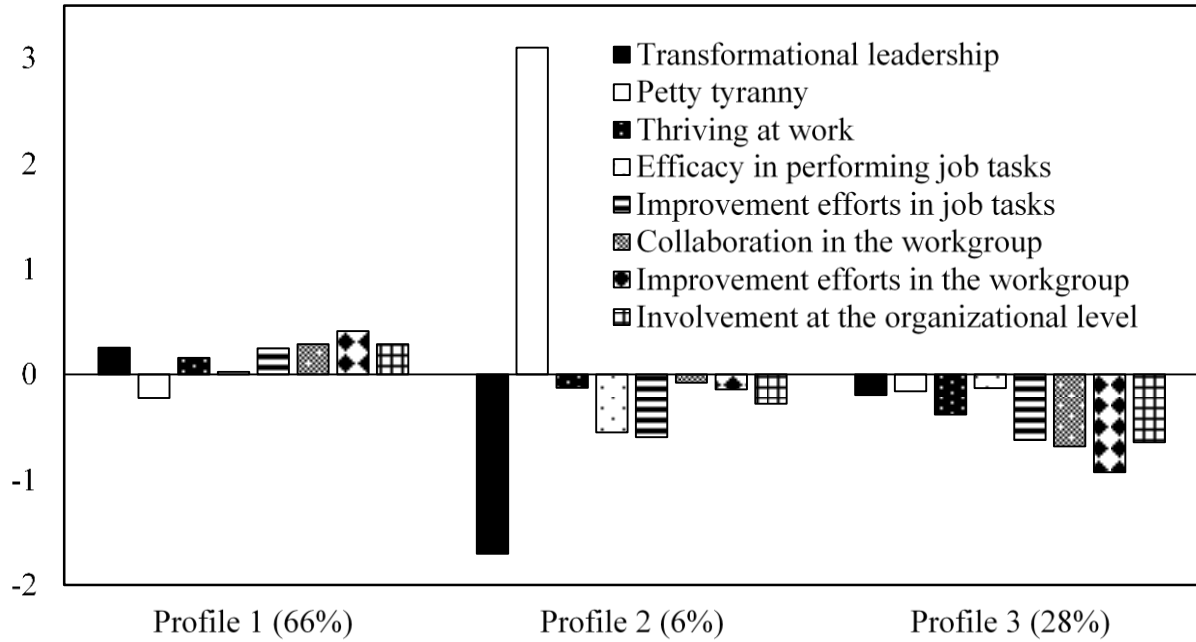 3
2
1
0
-1
-2
Transformational leadership
Petty tyranny
Thriving at work
Efficacy in performing job tasks
Improvement efforts in job tasks
Collaboration in the workgroup
Improvement efforts in the workgroup
Involvement at the organizational level
Profile 1 (66%)
Profile 2 (6%)
Profile 3 (28%)